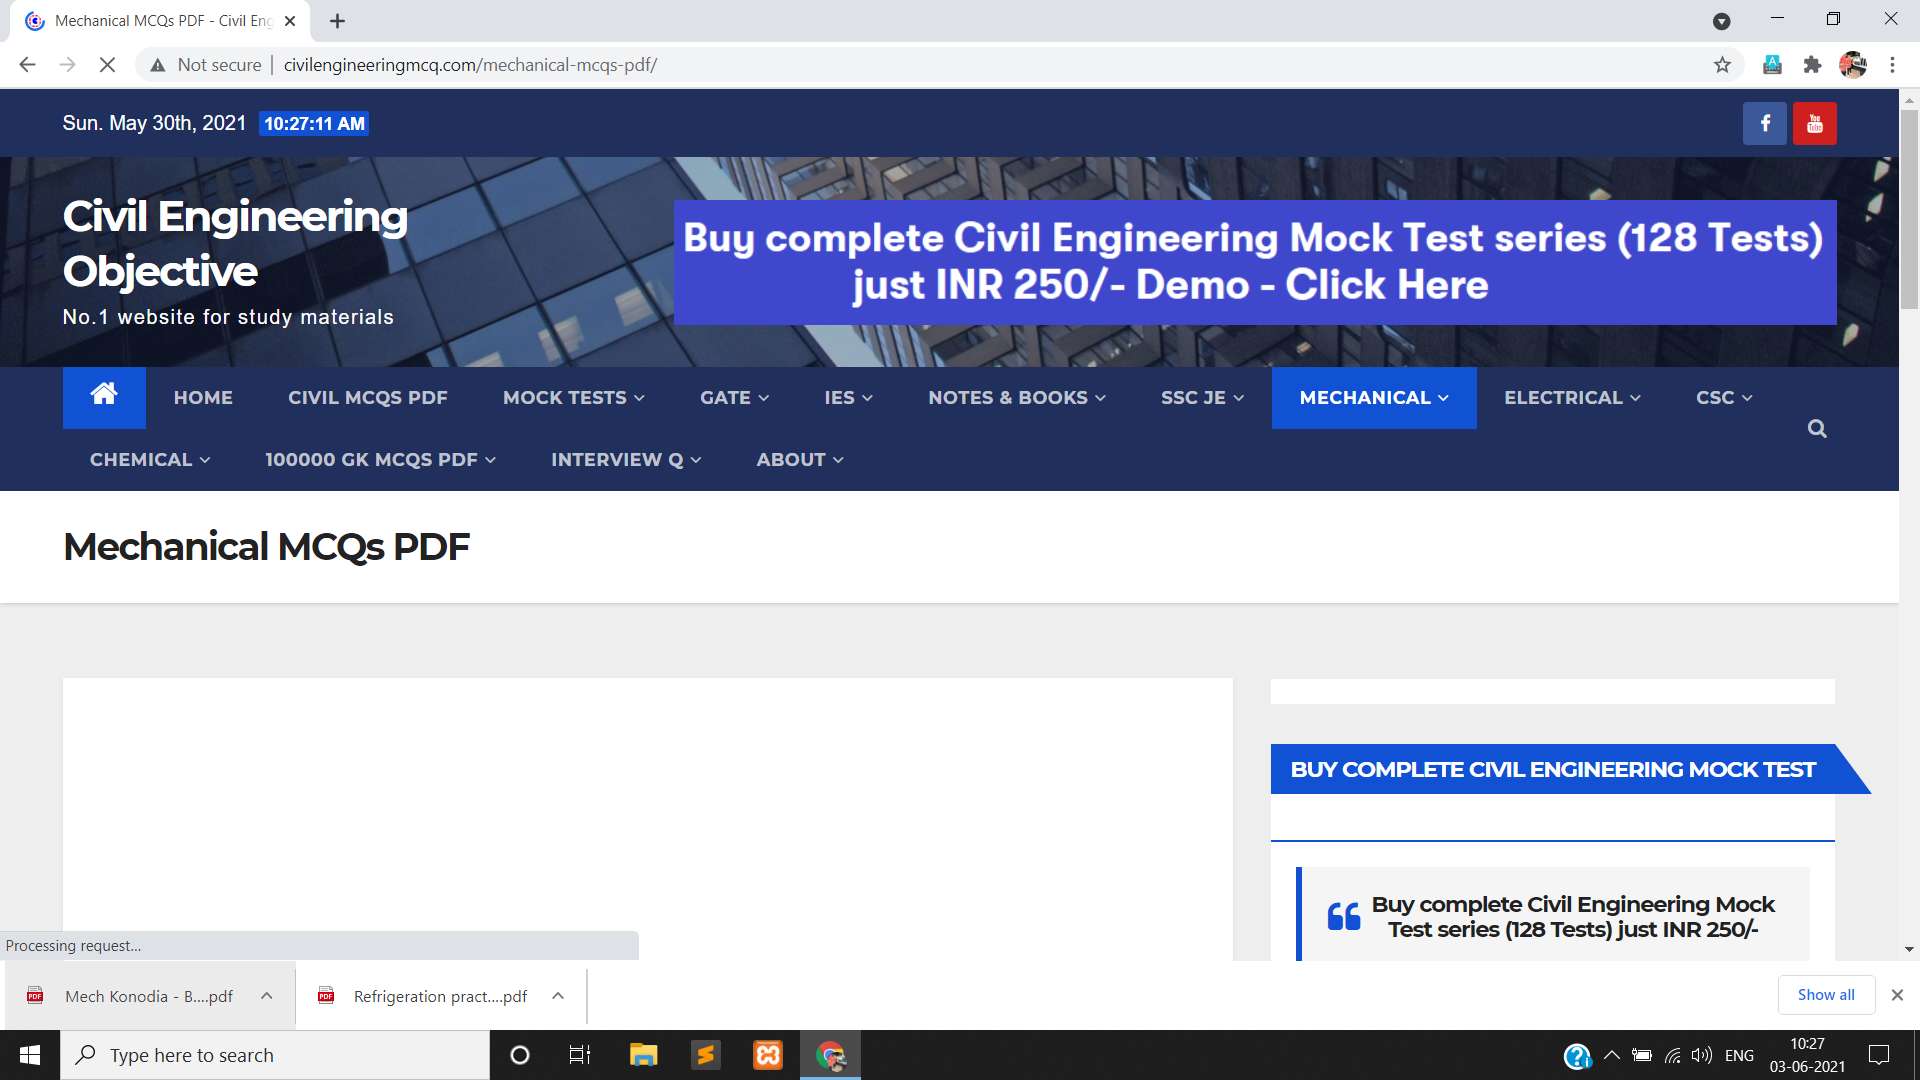 Mechanical MCQs PDF - Civil Eng
Not secure
civilengineeringmcq.com/mechanical-mcqs-pdf/
Sun. May 30th, 2021 10:27:11 AM
You
Tube
Civil Engineering
Objective
No.1 website for study materials
Buy complete Civil Engineering Mock Test series (128 Tests)
just INR 250/- Demo - Click Here
HOME CIVIL MCQS PDF MOCK TESTS GATE IES NOTES & BOOKS SSC JE MECHANICAL ELECTRICAL CSC
CHEMICAL 100000 GK MCQS PDF INTERVIEW Q ABOUT
Mechanical MCQs PDF
BUY COMPLETE CIVIL ENGINEERING MOCK TEST
Buy complete Civil Engineering Mock
Test series (128 Tests) just INR 250/-
Processing request...
Mech Konodia - B....pdf
Refrigeration pract....pdf
Show all
Type here to search
ENG
10:27
03-06-2021